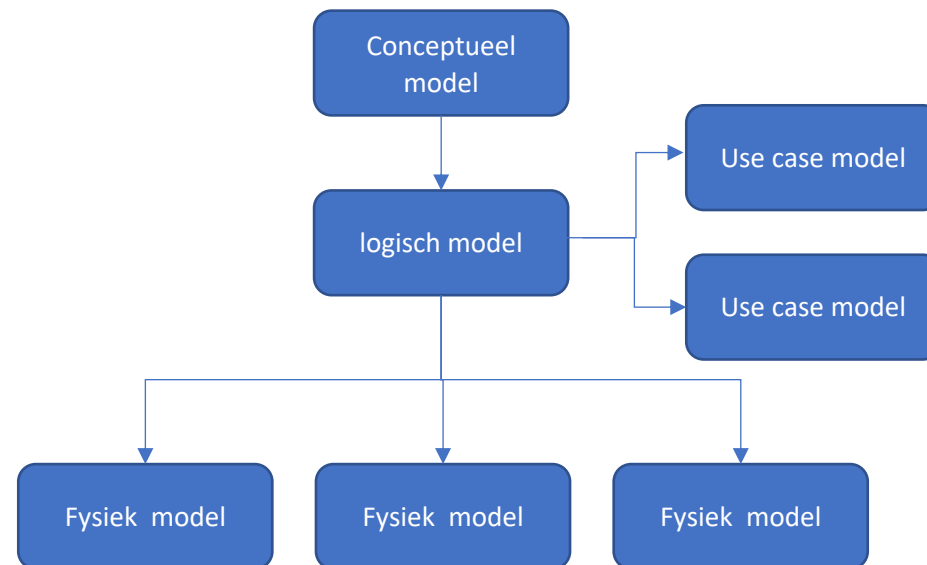 Conceptueel
model
Use case model
logisch model
Use case model
Fysiek model
Fysiek model
Fysiek model